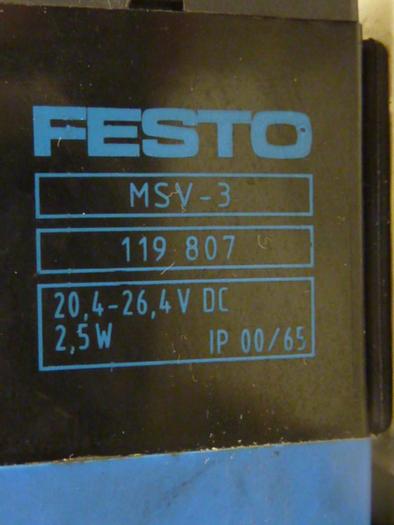 FESTO
MSV-3
119 807
20,4-26,4V DC
2,5W IP 00/65